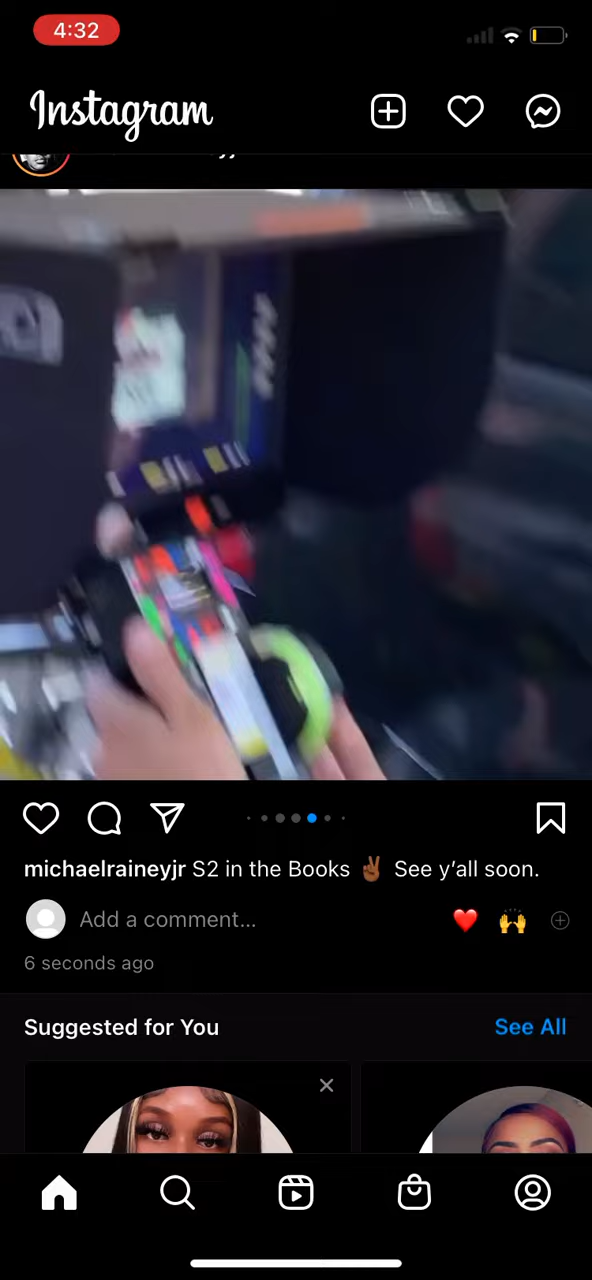 4:32
Instagram
michaelraineyjr S2 in the Books ✌🏾 See y’all soon.
Add a comment... ❤️ 🙌
6 seconds ago
Suggested for You See All